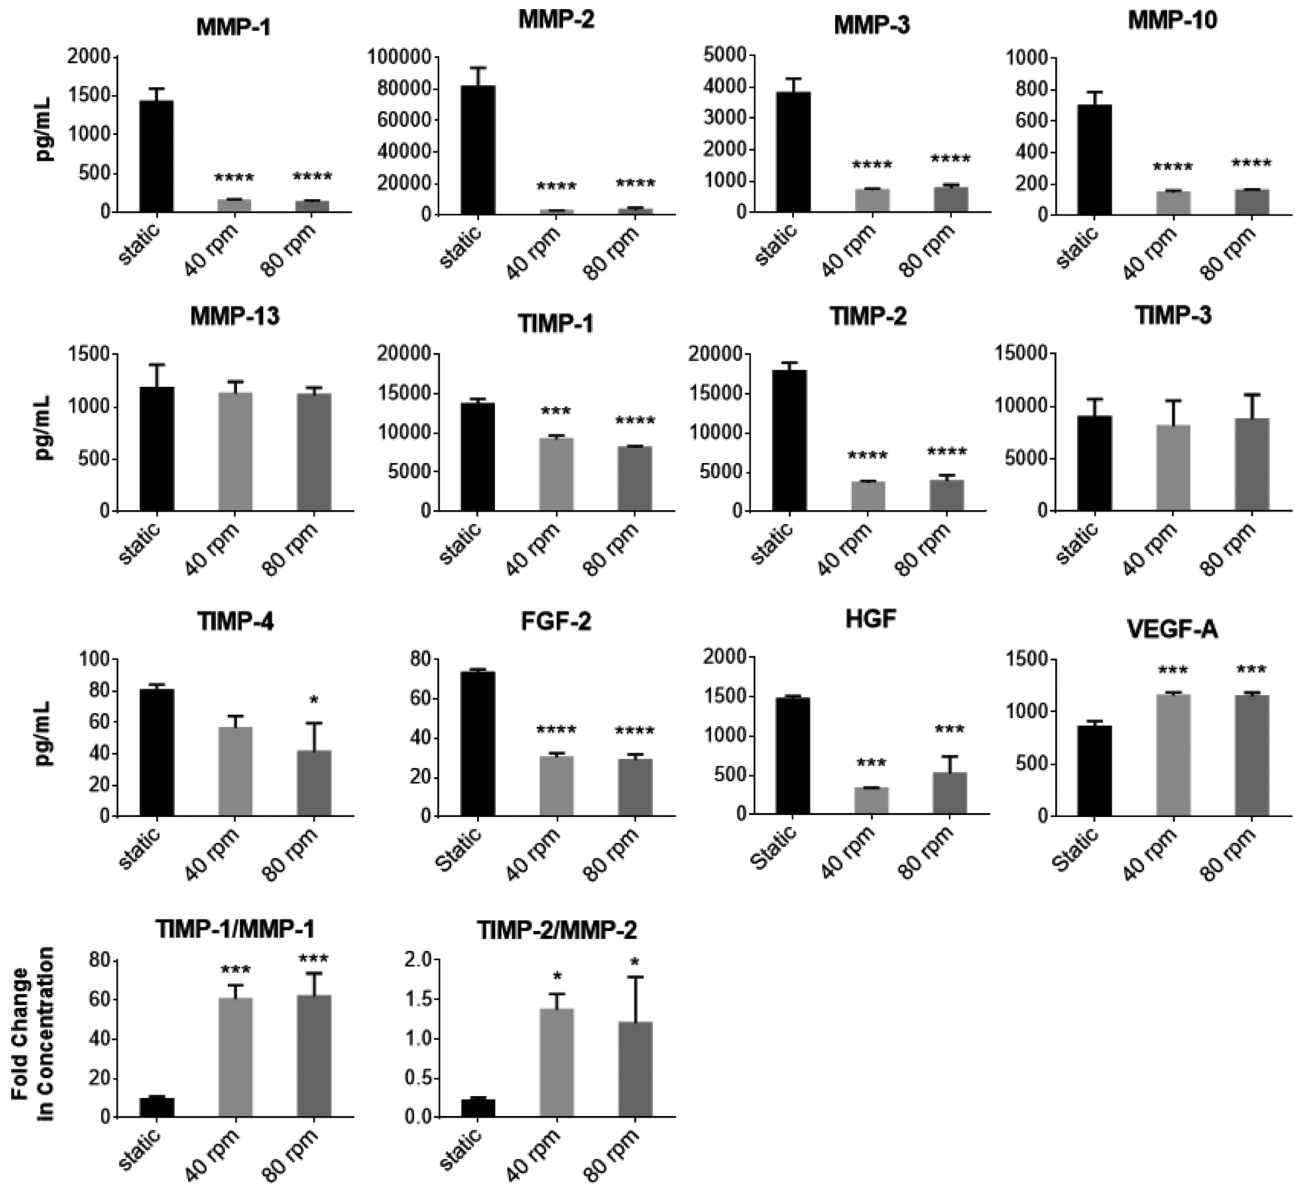 MMP-1
MMP-2
MMP-3
MMP-10
pg/mL
2000
1500
1000
500
0
****
****
static
40 rpm
80 rpm
100000
80000
60000
40000
20000
0
****
****
static
40 rpm
80 rpm
5000
4000
3000
2000
1000
0
****
****
static
40 rpm
80 rpm
1000
800
600
400
200
0
****
****
static
40 rpm
80 rpm
MMP-13
TIMP-1
TIMP-2
TIMP-3
pg/mL
1500
1000
500
0
static
40 rpm
80 rpm
20000
15000
10000
5000
0
***
****
static
40 rpm
80 rpm
20000
15000
10000
5000
0
****
****
static
40 rpm
80 rpm
15000
10000
5000
0
static
40 rpm
80 rpm
TIMP-4
FGF-2
HGF
VEGF-A
pg/mL
100
80
60
40
20
0
*
static
40 rpm
80 rpm
80
60
40
20
0
****
****
Static
40 rpm
80 rpm
2000
1500
1000
500
0
***
***
Static
40 rpm
80 rpm
1500
1000
500
0
***
***
Static
40 rpm
80 rpm
TIMP-1/MMP-1
TIMP-2/MMP-2
Fold Change
In Concentration
80
60
40
20
0
***
***
static
40 rpm
80 rpm
2.0
1.5
1.0
0.5
0.0
*
*
static
40 rpm
80 rpm